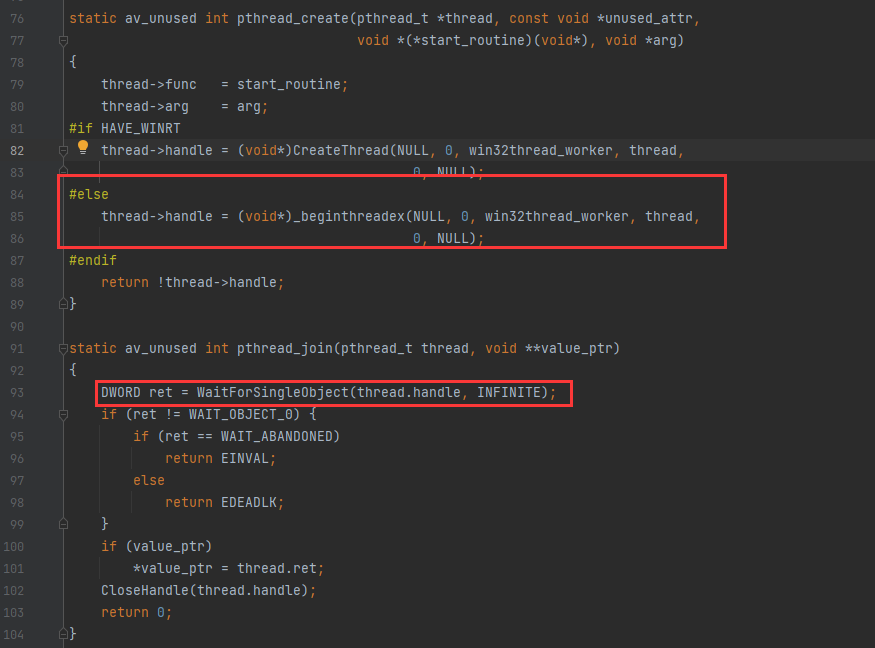 76 static av_unused int pthread_create(pthread_t *thread, const void *unused_attr,
77                                     void *(*start_routine)(void*), void *arg)
78 {
79     thread->func   = start_routine;
80     thread->arg    = arg;
81 #if HAVE_WINRT
82     thread->handle = (void*)CreateThread(NULL, 0, win32thread_worker, thread,
83                                            0, NULL);
84 #else
85     thread->handle = (void*)_beginthreadex(NULL, 0, win32thread_worker, thread,
86                                            0, NULL);
87 #endif
88     return !thread->handle;
89 }
90
91 static av_unused int pthread_join(pthread_t thread, void **value_ptr)
92 {
93     DWORD ret = WaitForSingleObject(thread.handle, INFINITE);
94     if (ret != WAIT_OBJECT_0) {
95         if (ret == WAIT_ABANDONED)
96             return EINVAL;
97         else
98             return EDEADLK;
99     }
100     if (value_ptr)
101         *value_ptr = thread.ret;
102     CloseHandle(thread.handle);
103     return 0;
104 }